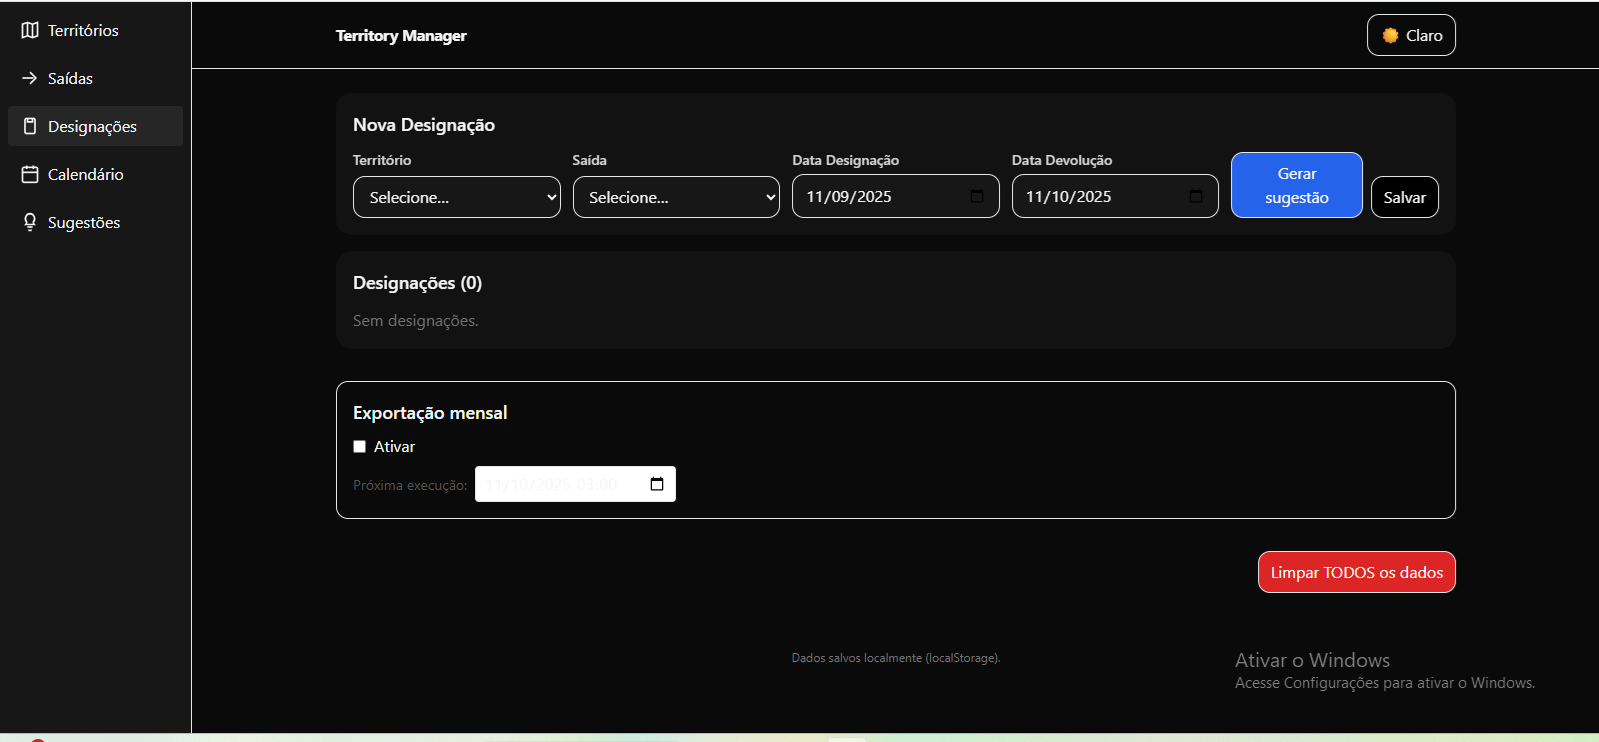 Territórios
Saídas
Designações
Calendário
Sugestões
Territory Manager
Claro
Nova Designação
Território
Saída
Data Designação
Data Devolução
Selecione...
Selecione...
11/09/2025
11/10/2025
Gerar
sugestão
Salvar
Designações (0)
Sem designações.
Exportação mensal
Ativar
Próxima execução: 11/10/2025 03:00
Limpar TODOS os dados
Dados salvos localmente (localStorage).
Ativar o Windows
Acesse Configurações para ativar o Windows.